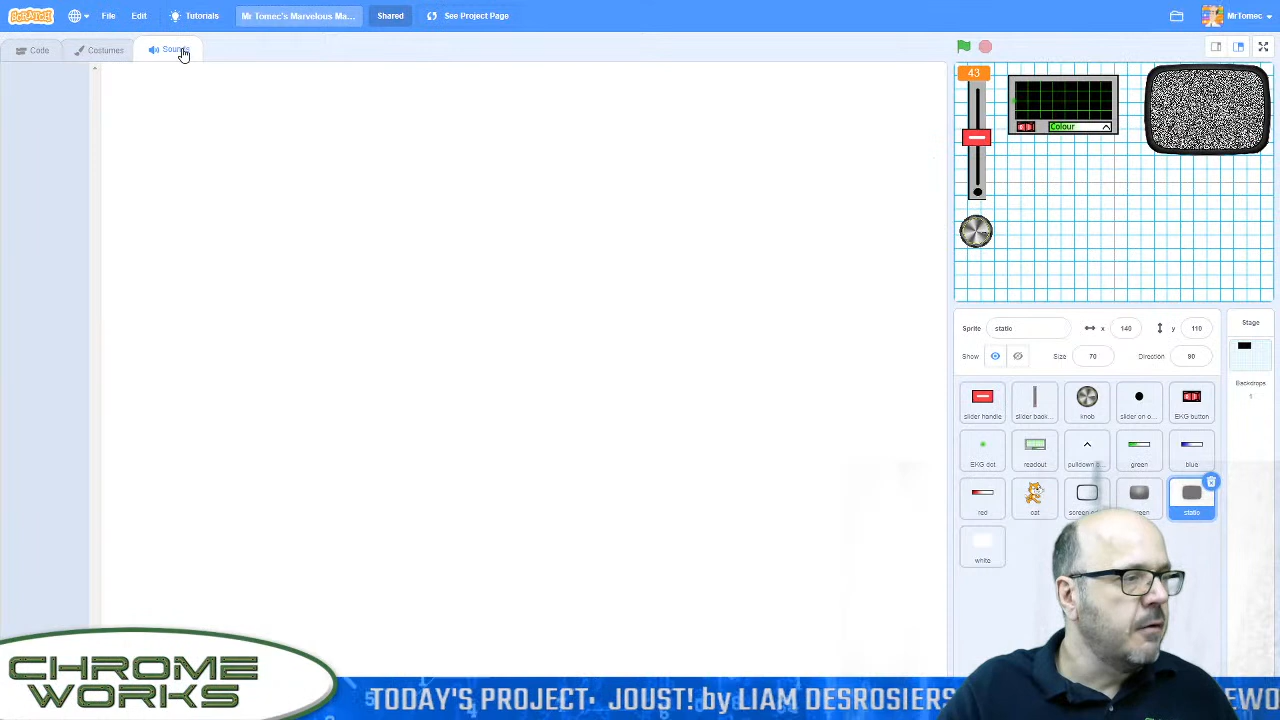 SCRATCH File Edit Tutorials Mr Tomec's Marvelous Ma... Shared See Project Page MrTomec
Code Costumes Sounds
43
Colour
Sprite static x 140 y 110
Show Size 70 Direction 90
Stage
Backdrops
1
slider handle slider back... knob slider on o... EKG button
EKG dot readout pulldown b... green blue
red cat screen static
white
CHROME
WORKS
TODAY'S PROJECT· JOUST! by LIAM DESROSIERS